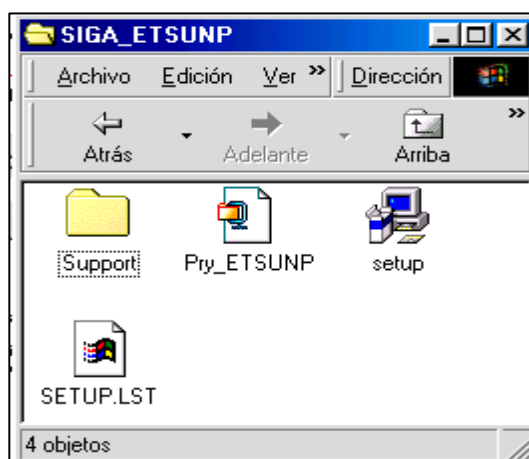 SIGA_ETSUNP
Archivo Edición Ver » Dirección
Atrás Adelante Arriba »
Support Pry_ETSUNP setup
SETUP.LST
4 objetos